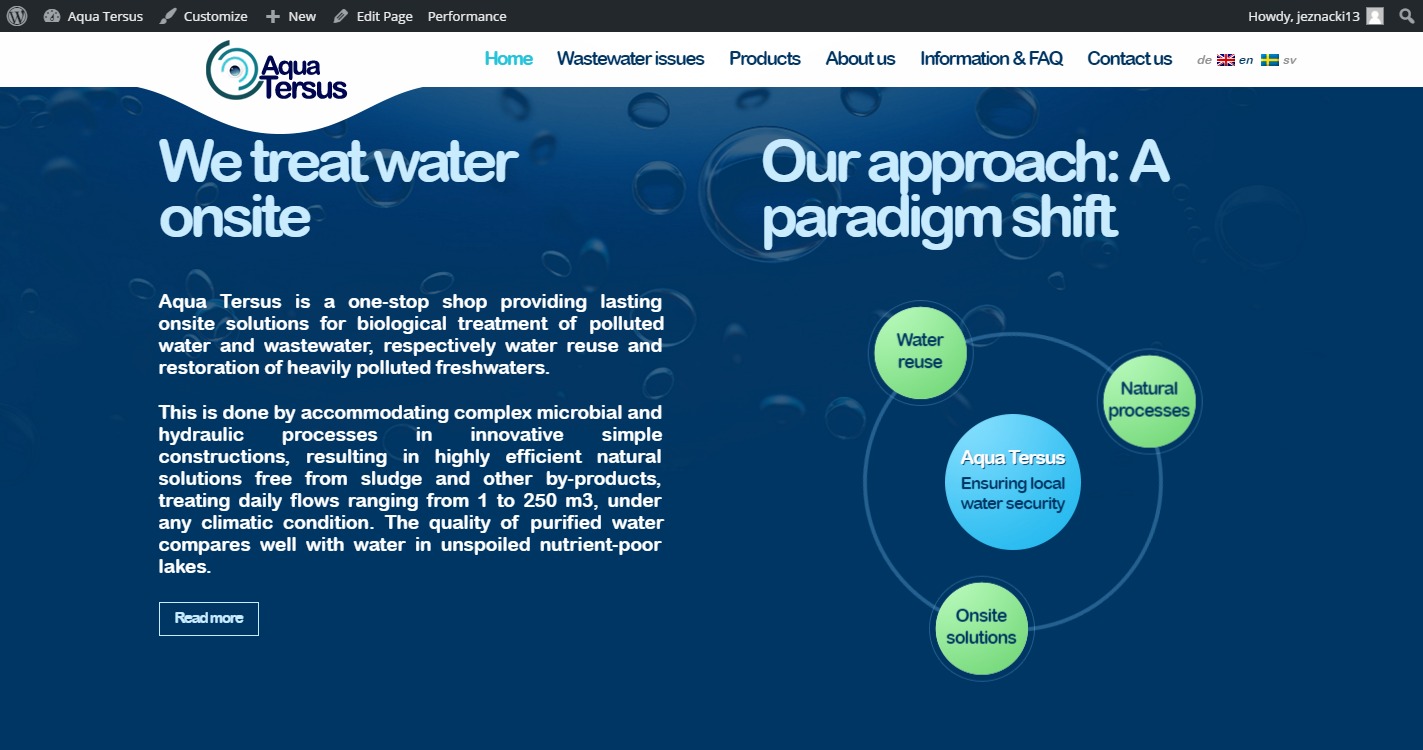 Aqua Tersus Customize New Edit Page Performance Howdy, jeznacki13
Aqua
Tersus
Home Wastewater issues Products About us Information & FAQ Contact us de en sv
We treat water
onsite
Aqua Tersus is a one-stop shop providing lasting
onsite solutions for biological treatment of polluted
water and wastewater, respectively water reuse and
restoration of heavily polluted freshwaters.
This is done by accommodating complex microbial and
hydraulic processes in innovative simple
constructions, resulting in highly efficient natural
solutions free from sludge and other by-products,
treating daily flows ranging from 1 to 250 m3, under
any climatic condition. The quality of purified water
compares well with water in unspoiled nutrient-poor
lakes.
Read more
Our approach: A
paradigm shift
Water
reuse
Natural
processes
Aqua Tersus
Ensuring local
water security
Onsite
solutions